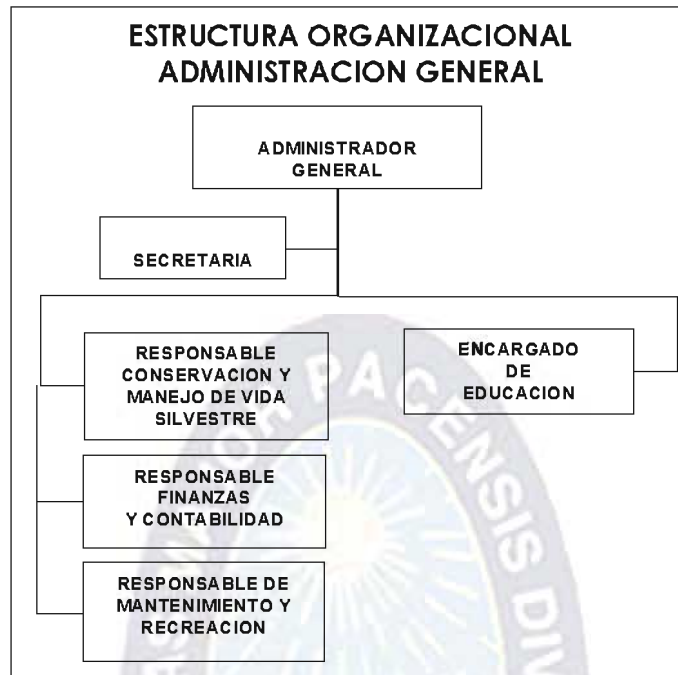 ESTRUCTURA ORGANIZACIONAL
ADMINISTRACION GENERAL
ADMINISTRADOR
GENERAL
SECRETARIA
RESPONSABLE
CONSERVACION Y
MANEJO DE VIDA
SILVESTRE
ENCARGADO
DE
EDUCACION
RESPONSABLE
FINANZAS
Y CONTABILIDAD
RESPONSABLE DE
MANTENIMIENTO Y
RECREACION
PACENSIS